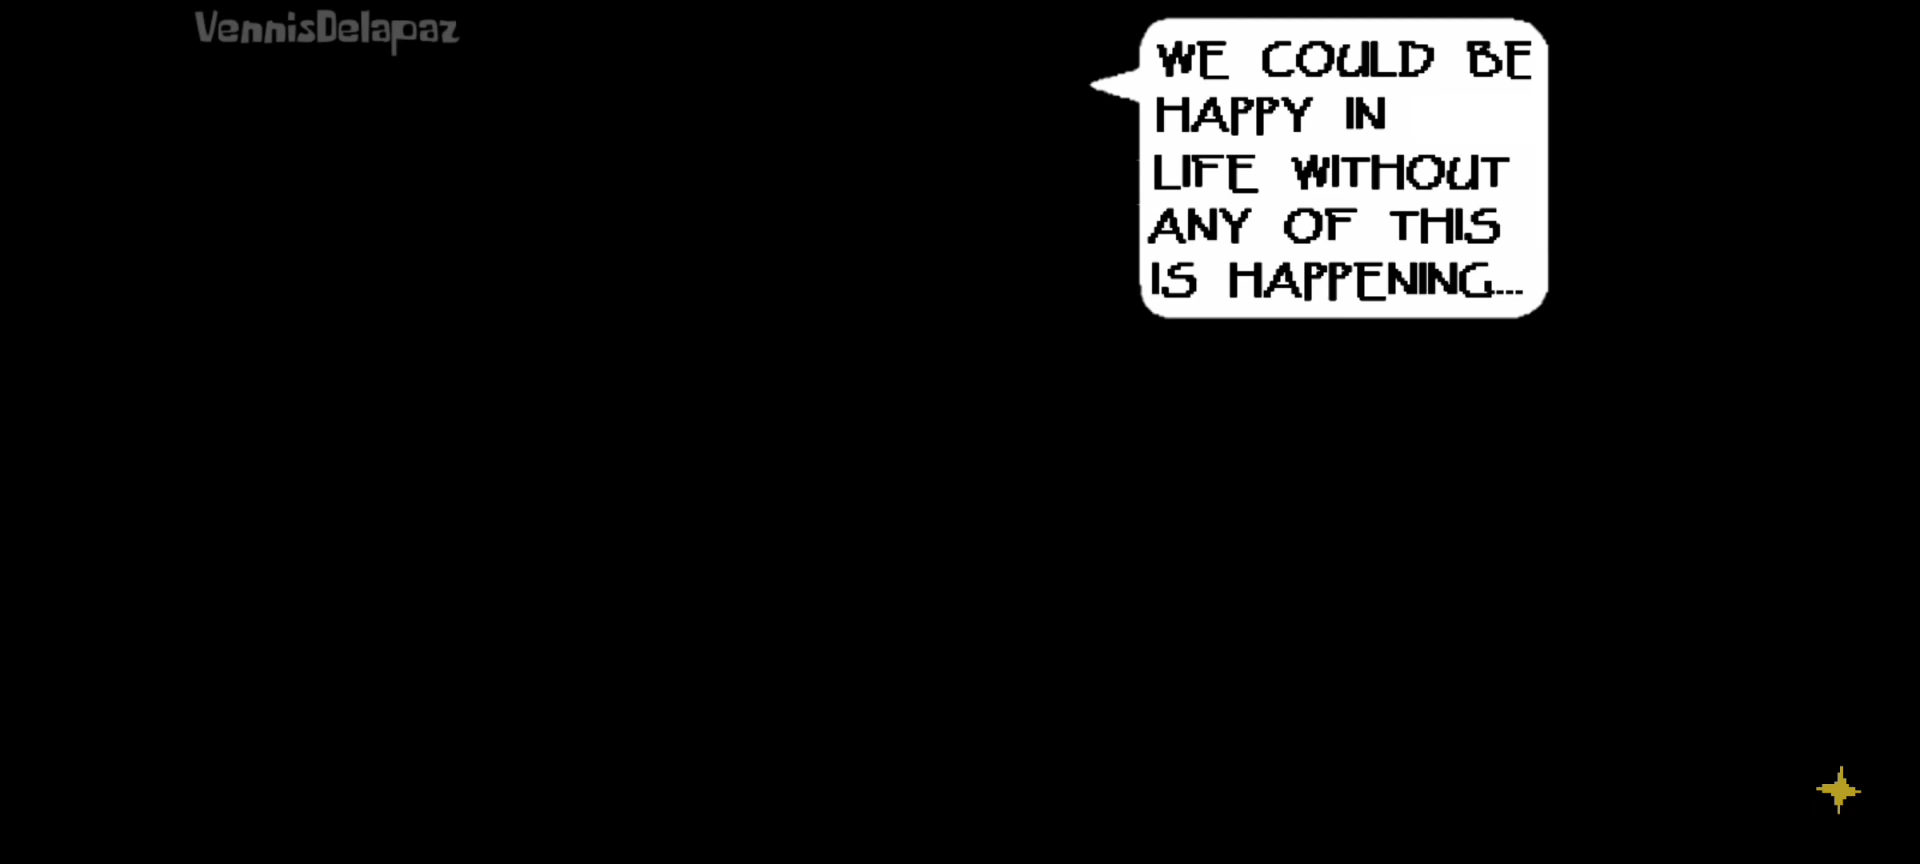 VennisDelapaz
WE COULD BE
HAPPY IN
LIFE WITHOUT
ANY OF THIS
IS HAPPENING...